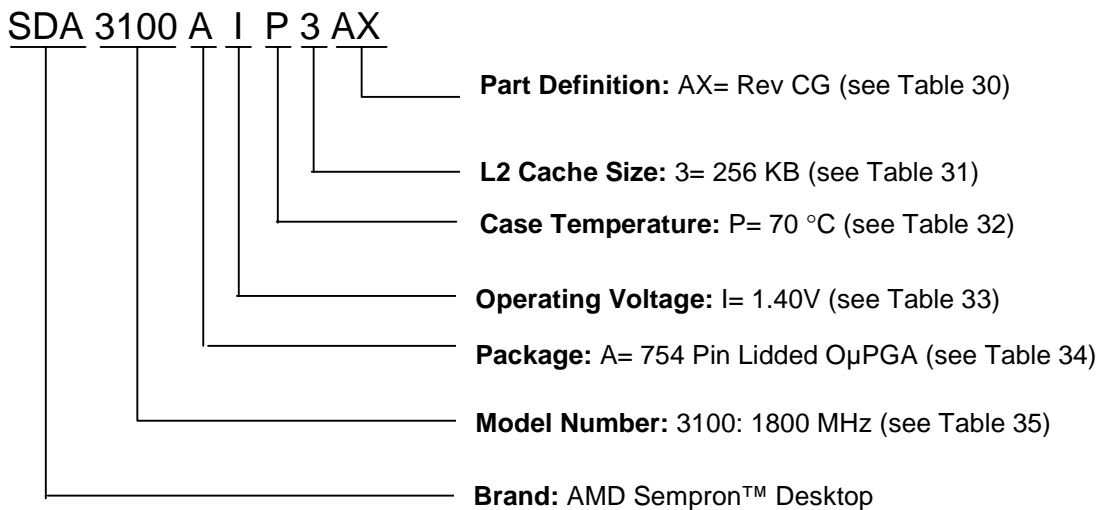 SDA 3100 A I P 3 AX
Part Definition: AX= Rev CG (see Table 30)
L2 Cache Size: 3= 256 KB (see Table 31)
Case Temperature: P= 70 °C (see Table 32)
Operating Voltage: I= 1.40V (see Table 33)
Package: A= 754 Pin Lidded OµPGA (see Table 34)
Model Number: 3100: 1800 MHz (see Table 35)
Brand: AMD Sempron™ Desktop